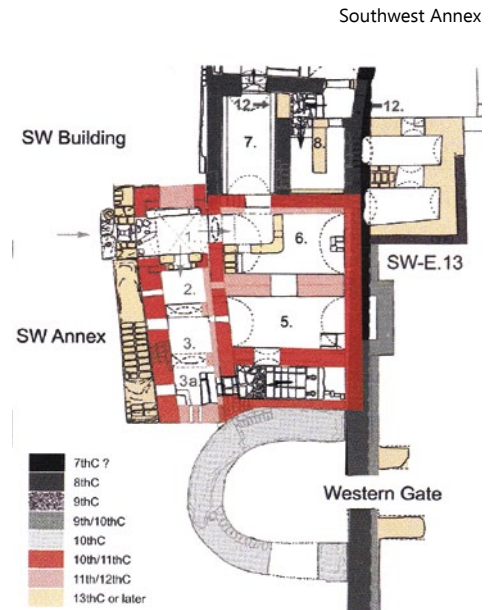 Southwest Annex
12.
12.
7.
8.
SW Building
1.
6.
SW-E.13
2.
SW Annex
3.
5.
3a.
Western Gate
7thC ?
8thC
9thC
9th/10thC
10thC
10th/11thC
11th/12thC
13thC or later